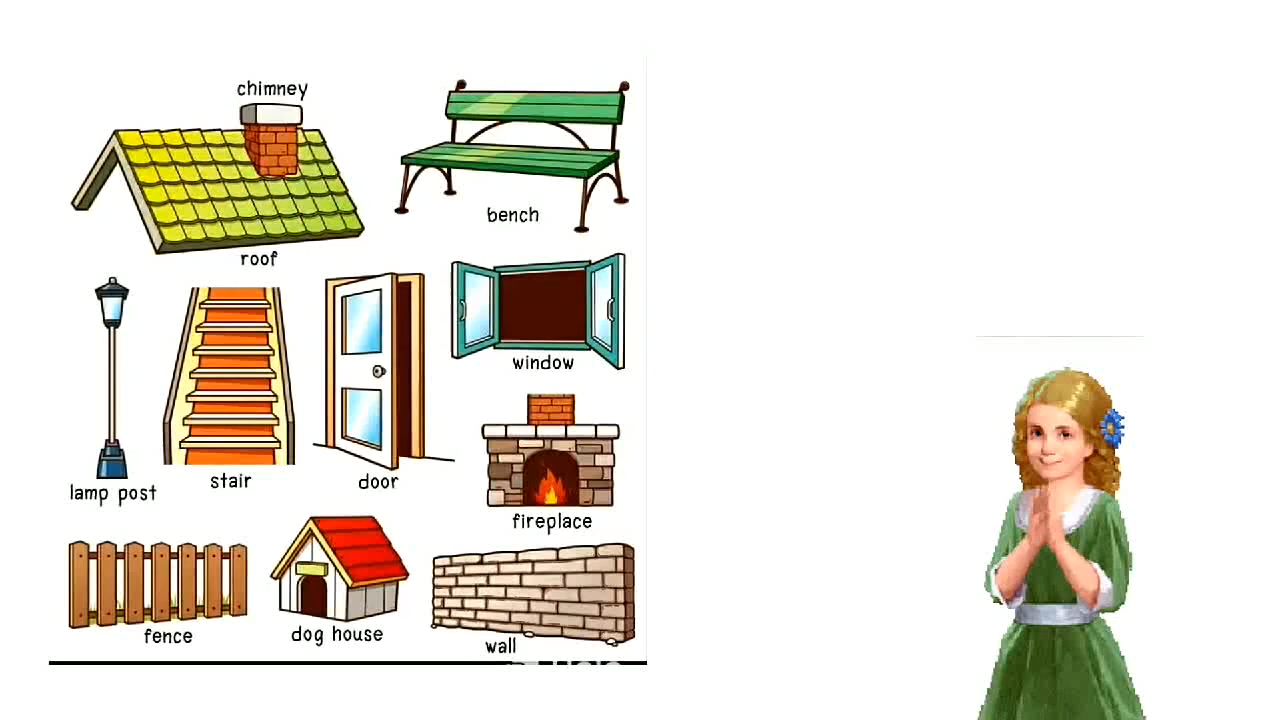 chimney
bench
roof
window
lamp post
stair
door
fireplace
fence
dog house
wall